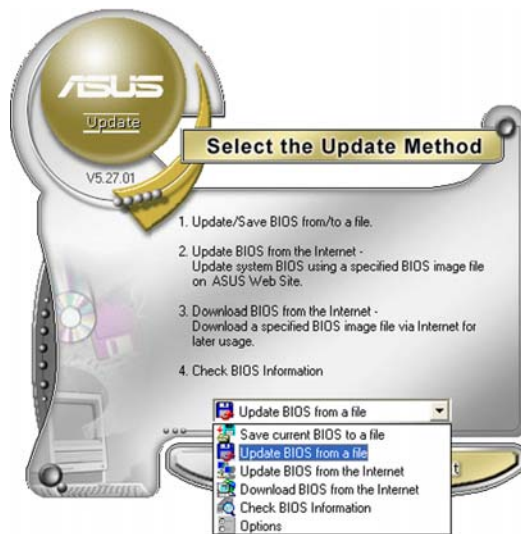 ASUS
Update
V5.27.01
Select the Update Method
1. Update/Save BIOS from/to a file.
2. Update BIOS from the Internet -
Update system BIOS using a specified BIOS image file
on ASUS Web Site.
3. Download BIOS from the Internet -
Download a specified BIOS image file via Internet for
later usage.
4. Check BIOS Information
Update BIOS from a file
Save current BIOS to a file
Update BIOS from a file
Update BIOS from the Internet
Download BIOS from the Internet
Check BIOS Information
Options